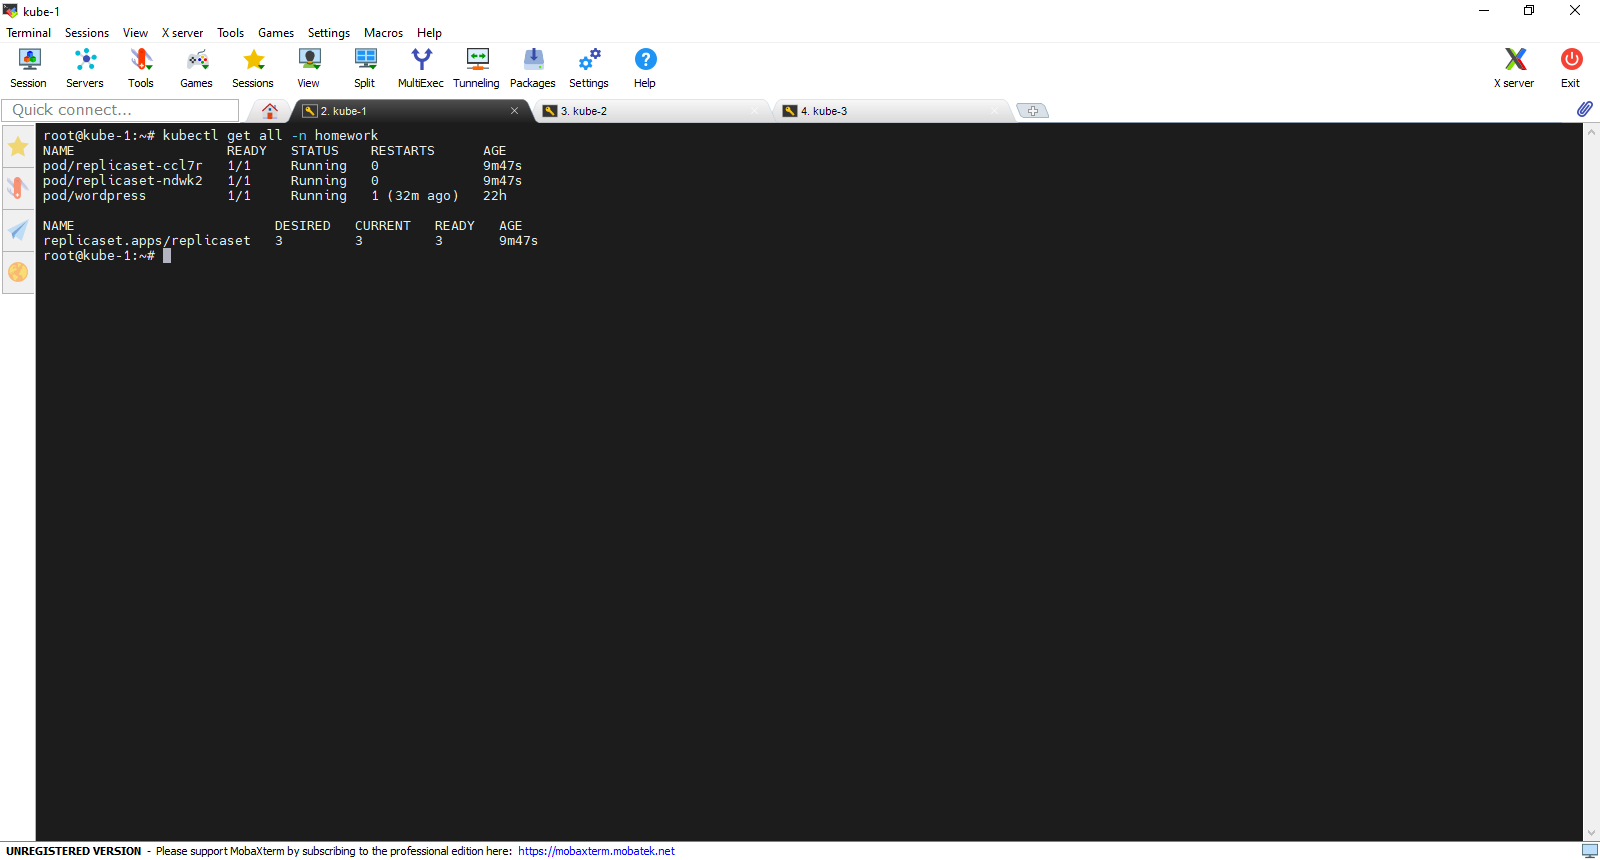 kube-1
Terminal Sessions View X server Tools Games Settings Macros Help
Session Servers Tools Games Sessions View Split MultiExec Tunneling Packages Settings Help X server Exit
Quick connect... 2. kube-1 3. kube-2 4. kube-3
root@kube-1:~# kubectl get all -n homework
NAME READY STATUS RESTARTS AGE
pod/replicaset-ccl7r 1/1 Running 0 9m47s
pod/replicaset-ndwk2 1/1 Running 0 9m47s
pod/wordpress 1/1 Running 1 (32m ago) 22h
NAME DESIRED CURRENT READY AGE
replicaset.apps/replicaset 3 3 3 9m47s
root@kube-1:~#
UNREGISTERED VERSION - Please support MobaXterm by subscribing to the professional edition here: https://mobaxterm.mobatek.net